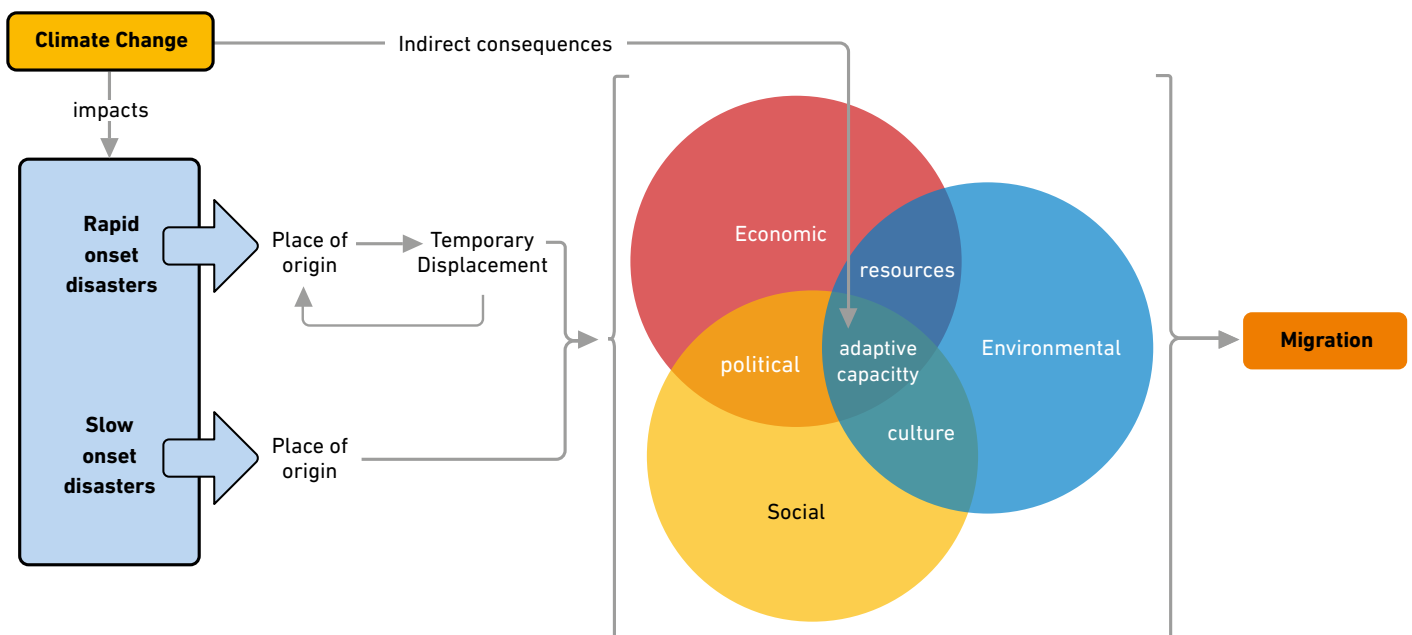 Climate Change
Indirect consequences
impacts
Rapid
onset
disasters
Place of
origin
Temporary
Displacement
Slow
onset
disasters
Place of
origin
Economic
resources
political
adaptive
capacitty
Environmental
culture
Social
Migration